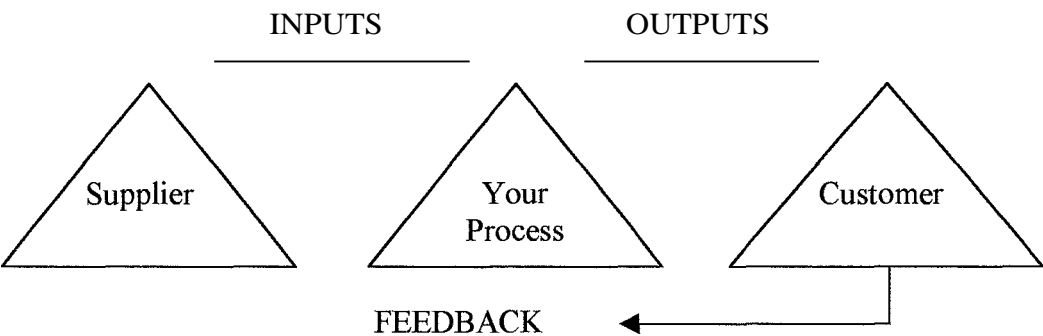 INPUTS OUTPUTS
Supplier
Your
Process
Customer
FEEDBACK